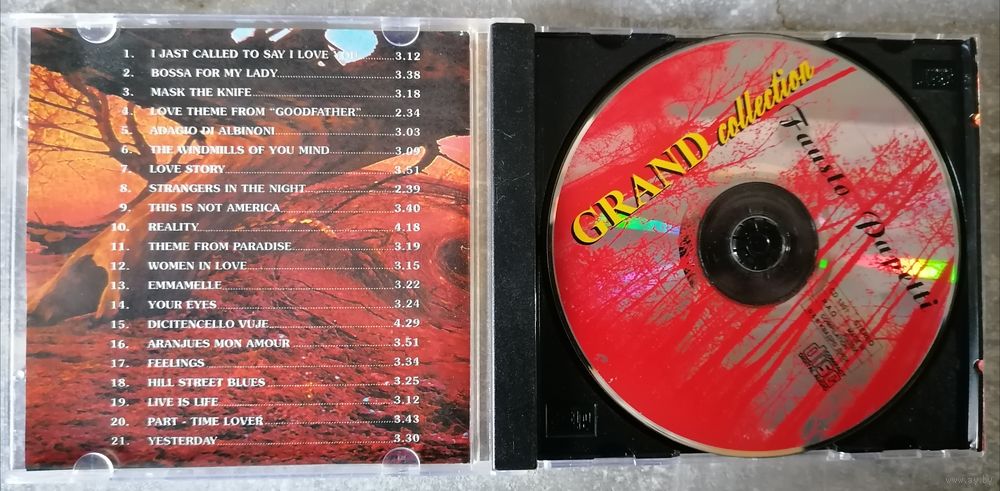 1. I JAST CALLED TO SAY I LOVE YOU 3.12
2. BOSSA FOR MY LADY 3.38
3. MASK THE KNIFE 3.18
4. LOVE THEME FROM "GOODFATHER" 2.34
5. ADAGIO DI ALBINONI 3.03
6. THE WINDMILLS OF YOU MIND 3.09
7. LOVE STORY 3.51
8. STRANGERS IN THE NIGHT 2.39
9. THIS IS NOT AMERICA 3.40
10. REALITY 4.18
11. THEME FROM PARADISE 3.19
12. WOMEN IN LOVE 3.15
13. EMMAMELLE 3.22
14. YOUR EYES 3.24
15. DICITENCELLO VUJE 4.29
16. ARANJUES MON AMOUR 3.51
17. FEELINGS 3.34
18. HILL STREET BLUES 3.25
19. LIVE IS LIFE 3.12
20. PART - TIME LOVER 3.43
21. YESTERDAY 3.30
GRAND collection
Fausto Papetti
www.ay.by